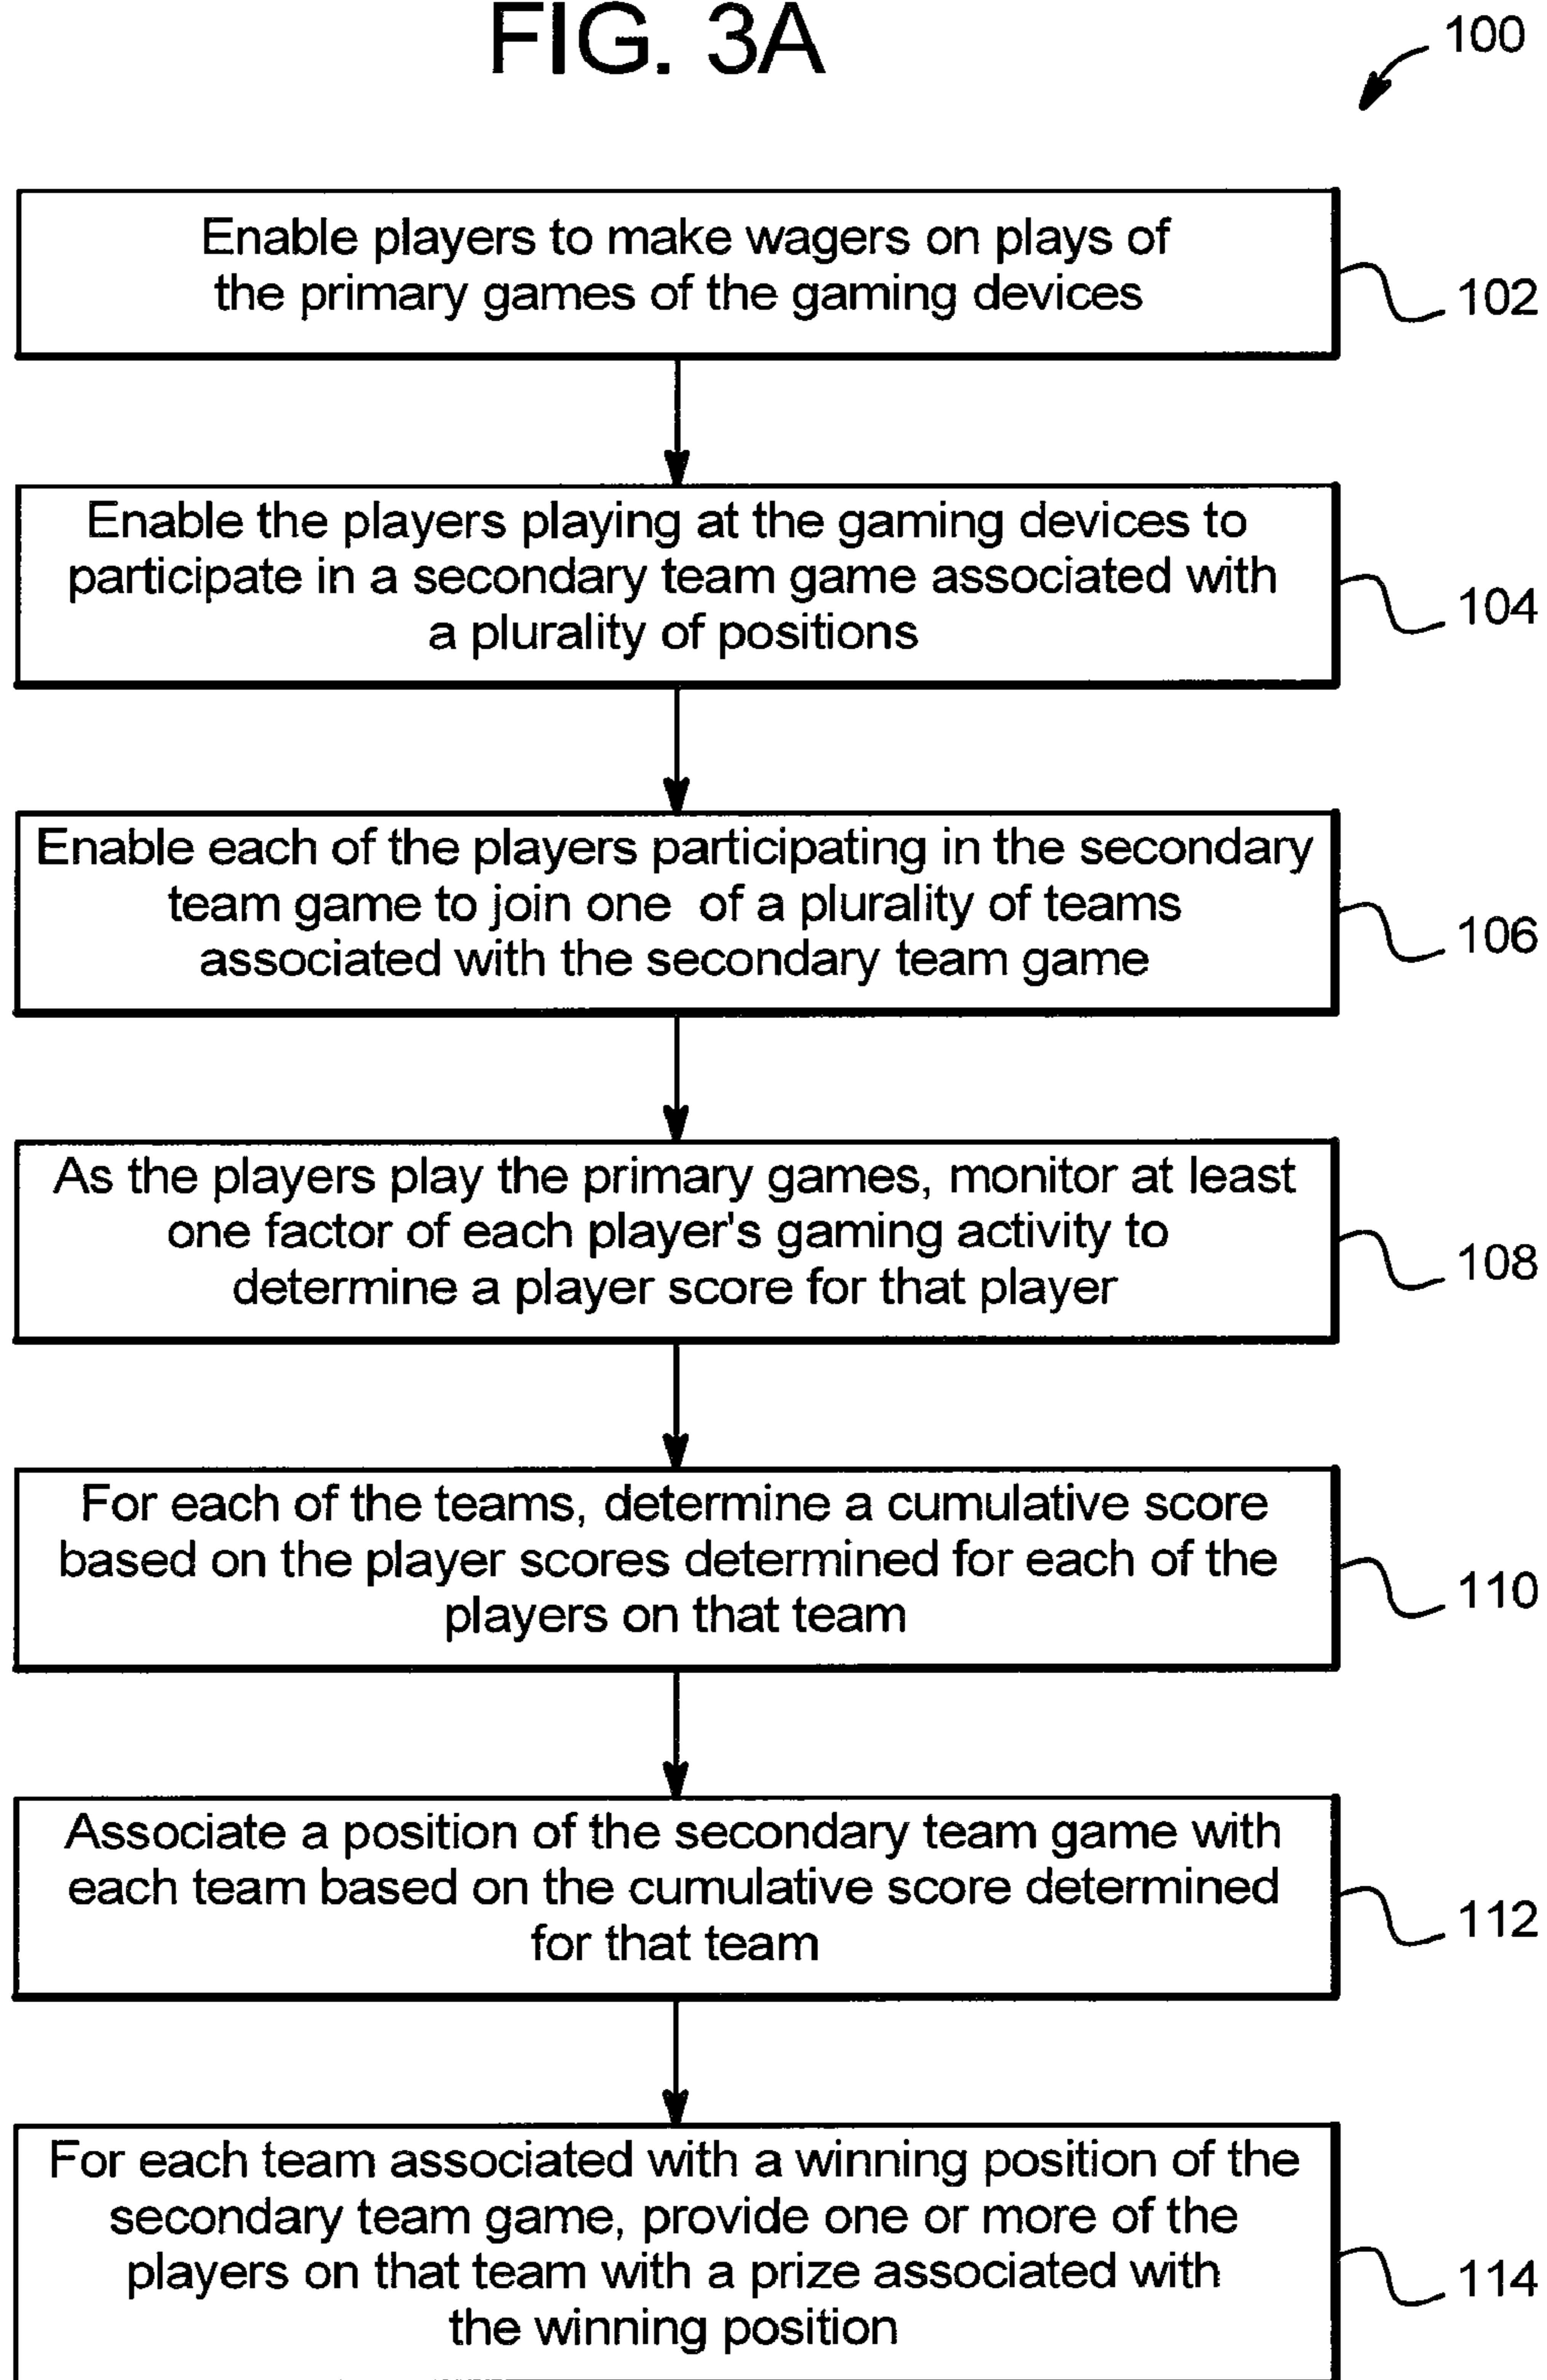 FIG. 3A
100
Enable players to make wagers on plays of
the primary games of the gaming devices
102
Enable the players playing at the gaming devices to
participate in a secondary team game associated with
a plurality of positions
104
Enable each of the players participating in the secondary
team game to join one of a plurality of teams
associated with the secondary team game
106
As the players play the primary games, monitor at least
one factor of each player's gaming activity to
determine a player score for that player
108
For each of the teams, determine a cumulative score
based on the player scores determined for each of the
players on that team
110
Associate a position of the secondary team game with
each team based on the cumulative score determined
for that team
112
For each team associated with a winning position of the
secondary team game, provide one or more of the
players on that team with a prize associated with
the winning position
114